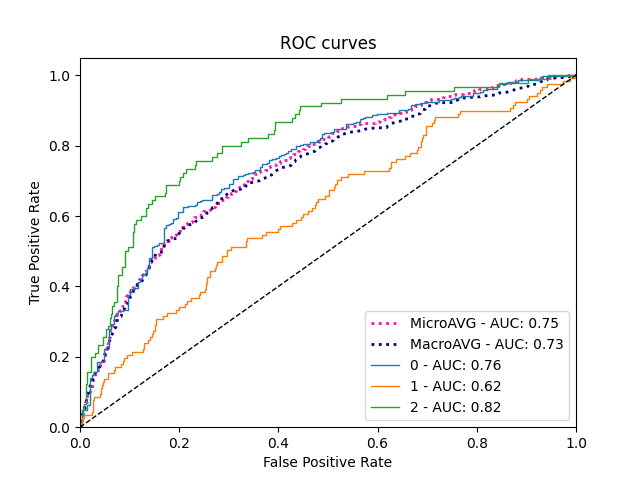 ROC curves
True Positive Rate
1.0
0.8
0.6
0.4
0.2
0.0
MicroAVG - AUC: 0.75
MacroAVG - AUC: 0.73
0 - AUC: 0.76
1 - AUC: 0.62
2 - AUC: 0.82
0.0 0.2 0.4 0.6 0.8 1.0
False Positive Rate